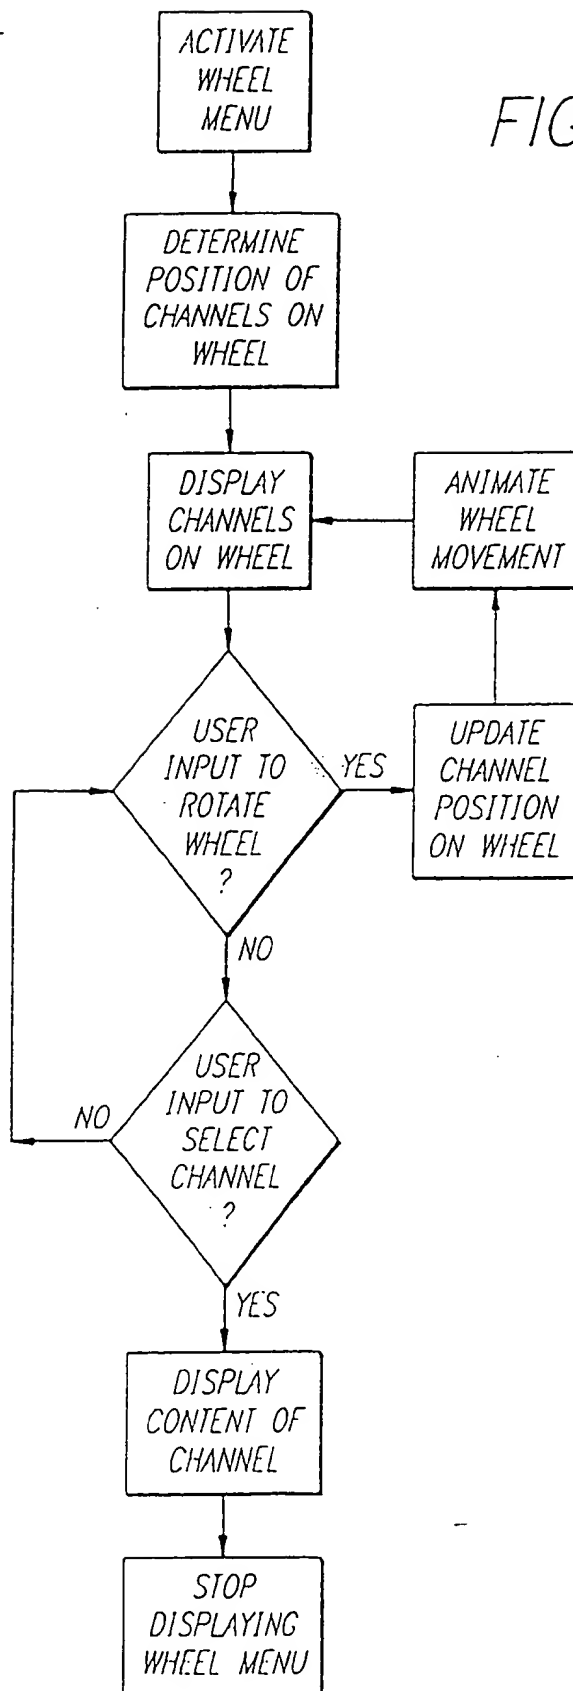 ACTIVATE
WHEEL
MENU
FIG
DETERMINE
POSITION OF
CHANNELS ON
WHEEL
DISPLAY
CHANNELS
ON WHEEL
ANIMATE
WHEEL
MOVEMENT
USER
INPUT TO
ROTATE
WHEEL
?
YES
UPDATE
CHANNEL
POSITION
ON WHEEL
NO
USER
INPUT TO
SELECT
CHANNEL
?
NO
YES
DISPLAY
CONTENT OF
CHANNEL
STOP
DISPLAYING
WHEEL MENU